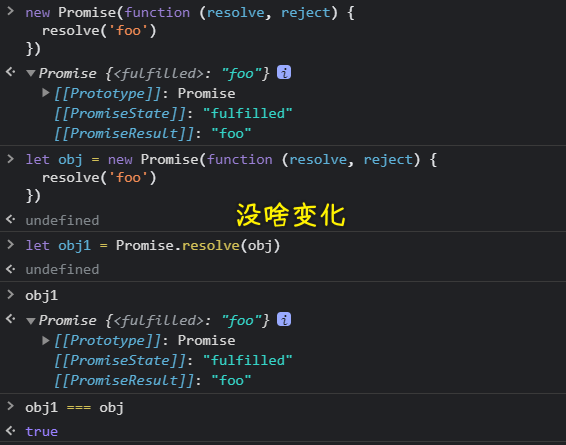 > new Promise(function (resolve, reject) {
resolve('foo')
})
<· ▼Promise {<fulfilled>: "foo"} i
▶[[Prototype]]: Promise
[[PromiseState]]: "fulfilled"
[[PromiseResult]]: "foo"
> let obj = new Promise(function (resolve, reject) {
resolve('foo')
})
没啥变化
<· undefined
> let obj1 = Promise.resolve(obj)
<· undefined
> obj1
<· ▼Promise {<fulfilled>: "foo"} i
▶[[Prototype]]: Promise
[[PromiseState]]: "fulfilled"
[[PromiseResult]]: "foo"
> obj1 === obj
<· true